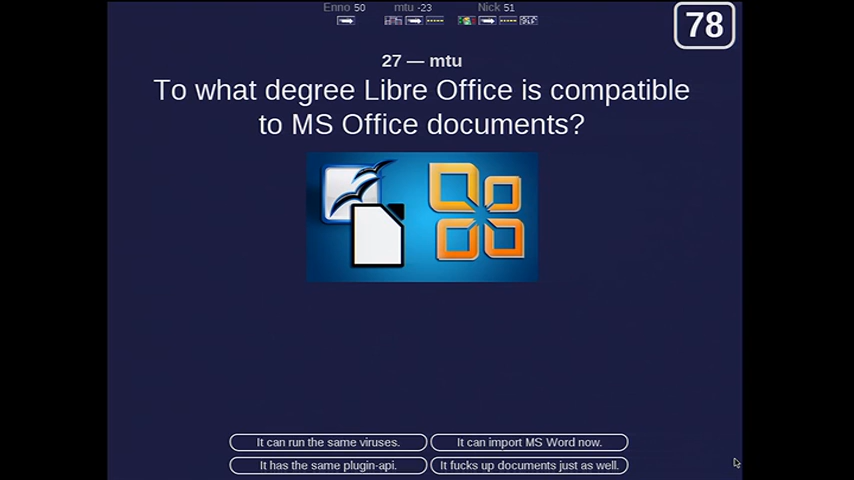 Enno 50 mtu -23 Nick 51
78
27 — mtu
To what degree Libre Office is compatible
to MS Office documents?
It can run the same viruses. It can import MS Word now.
It has the same plugin-api. It fucks up documents just as well.